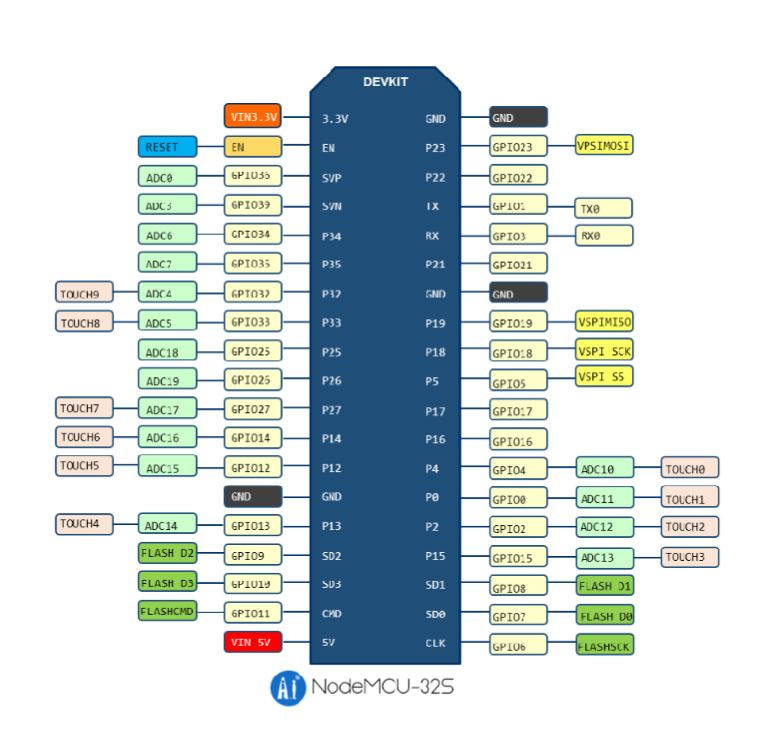 DEVKIT
VIN3.3V 3.3V GND GND
RESET EN EN P23 GPIO23 VPSIMOSI
ADC0 GPIO36 SVP P22 GPIO22
ADC3 GPIO39 SVN TX GPIO1 TX0
ADC6 GPIO34 P34 RX GPIO3 RX0
ADC7 GPIO35 P35 P21 GPIO21
TOUCH9 ADC4 GPIO32 P32 GND GND
TOUCH8 ADC5 GPIO33 P33 P19 GPIO19 VSPIMISO
ADC18 GPIO25 P25 P18 GPIO18 VSPI SCK
ADC19 GPIO26 P26 P5 GPIO5 VSPI SS
TOUCH7 ADC17 GPIO27 P27 P17 GPIO17
TOUCH6 ADC16 GPIO14 P14 P16 GPIO16
TOUCH5 ADC15 GPIO12 P12 P4 GPIO4 ADC10 TOUCH0
GND GND P0 GPIO0 ADC11 TOUCH1
TOUCH4 ADC14 GPIO13 P13 P2 GPIO2 ADC12 TOUCH2
FLASH D2 GPIO9 SD2 P15 GPIO15 ADC13 TOUCH3
FLASH D3 GPIO10 SD3 SD1 GPIO8 FLASH D1
FLASHCMD GPIO11 CMD SD0 GPIO7 FLASH D0
VIN 5V 5V CLK GPIO6 FLASHSCK
Ai NodeMCU-32S